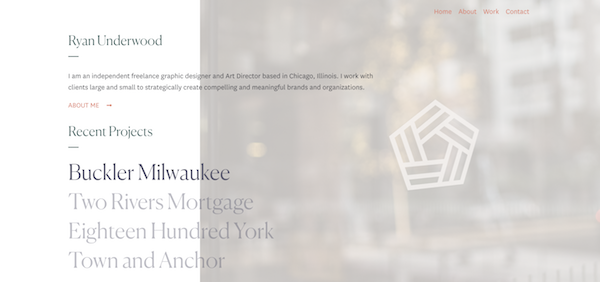 Home About Work Contact
Ryan Underwood
I am an independent freelance graphic designer and Art Director based in Chicago, Illinois. I work with
clients large and small to strategically create compelling and meaningful brands and organizations.
ABOUT ME →
Recent Projects
Buckler Milwaukee
Two Rivers Mortgage
Eighteen Hundred York
Town and Anchor